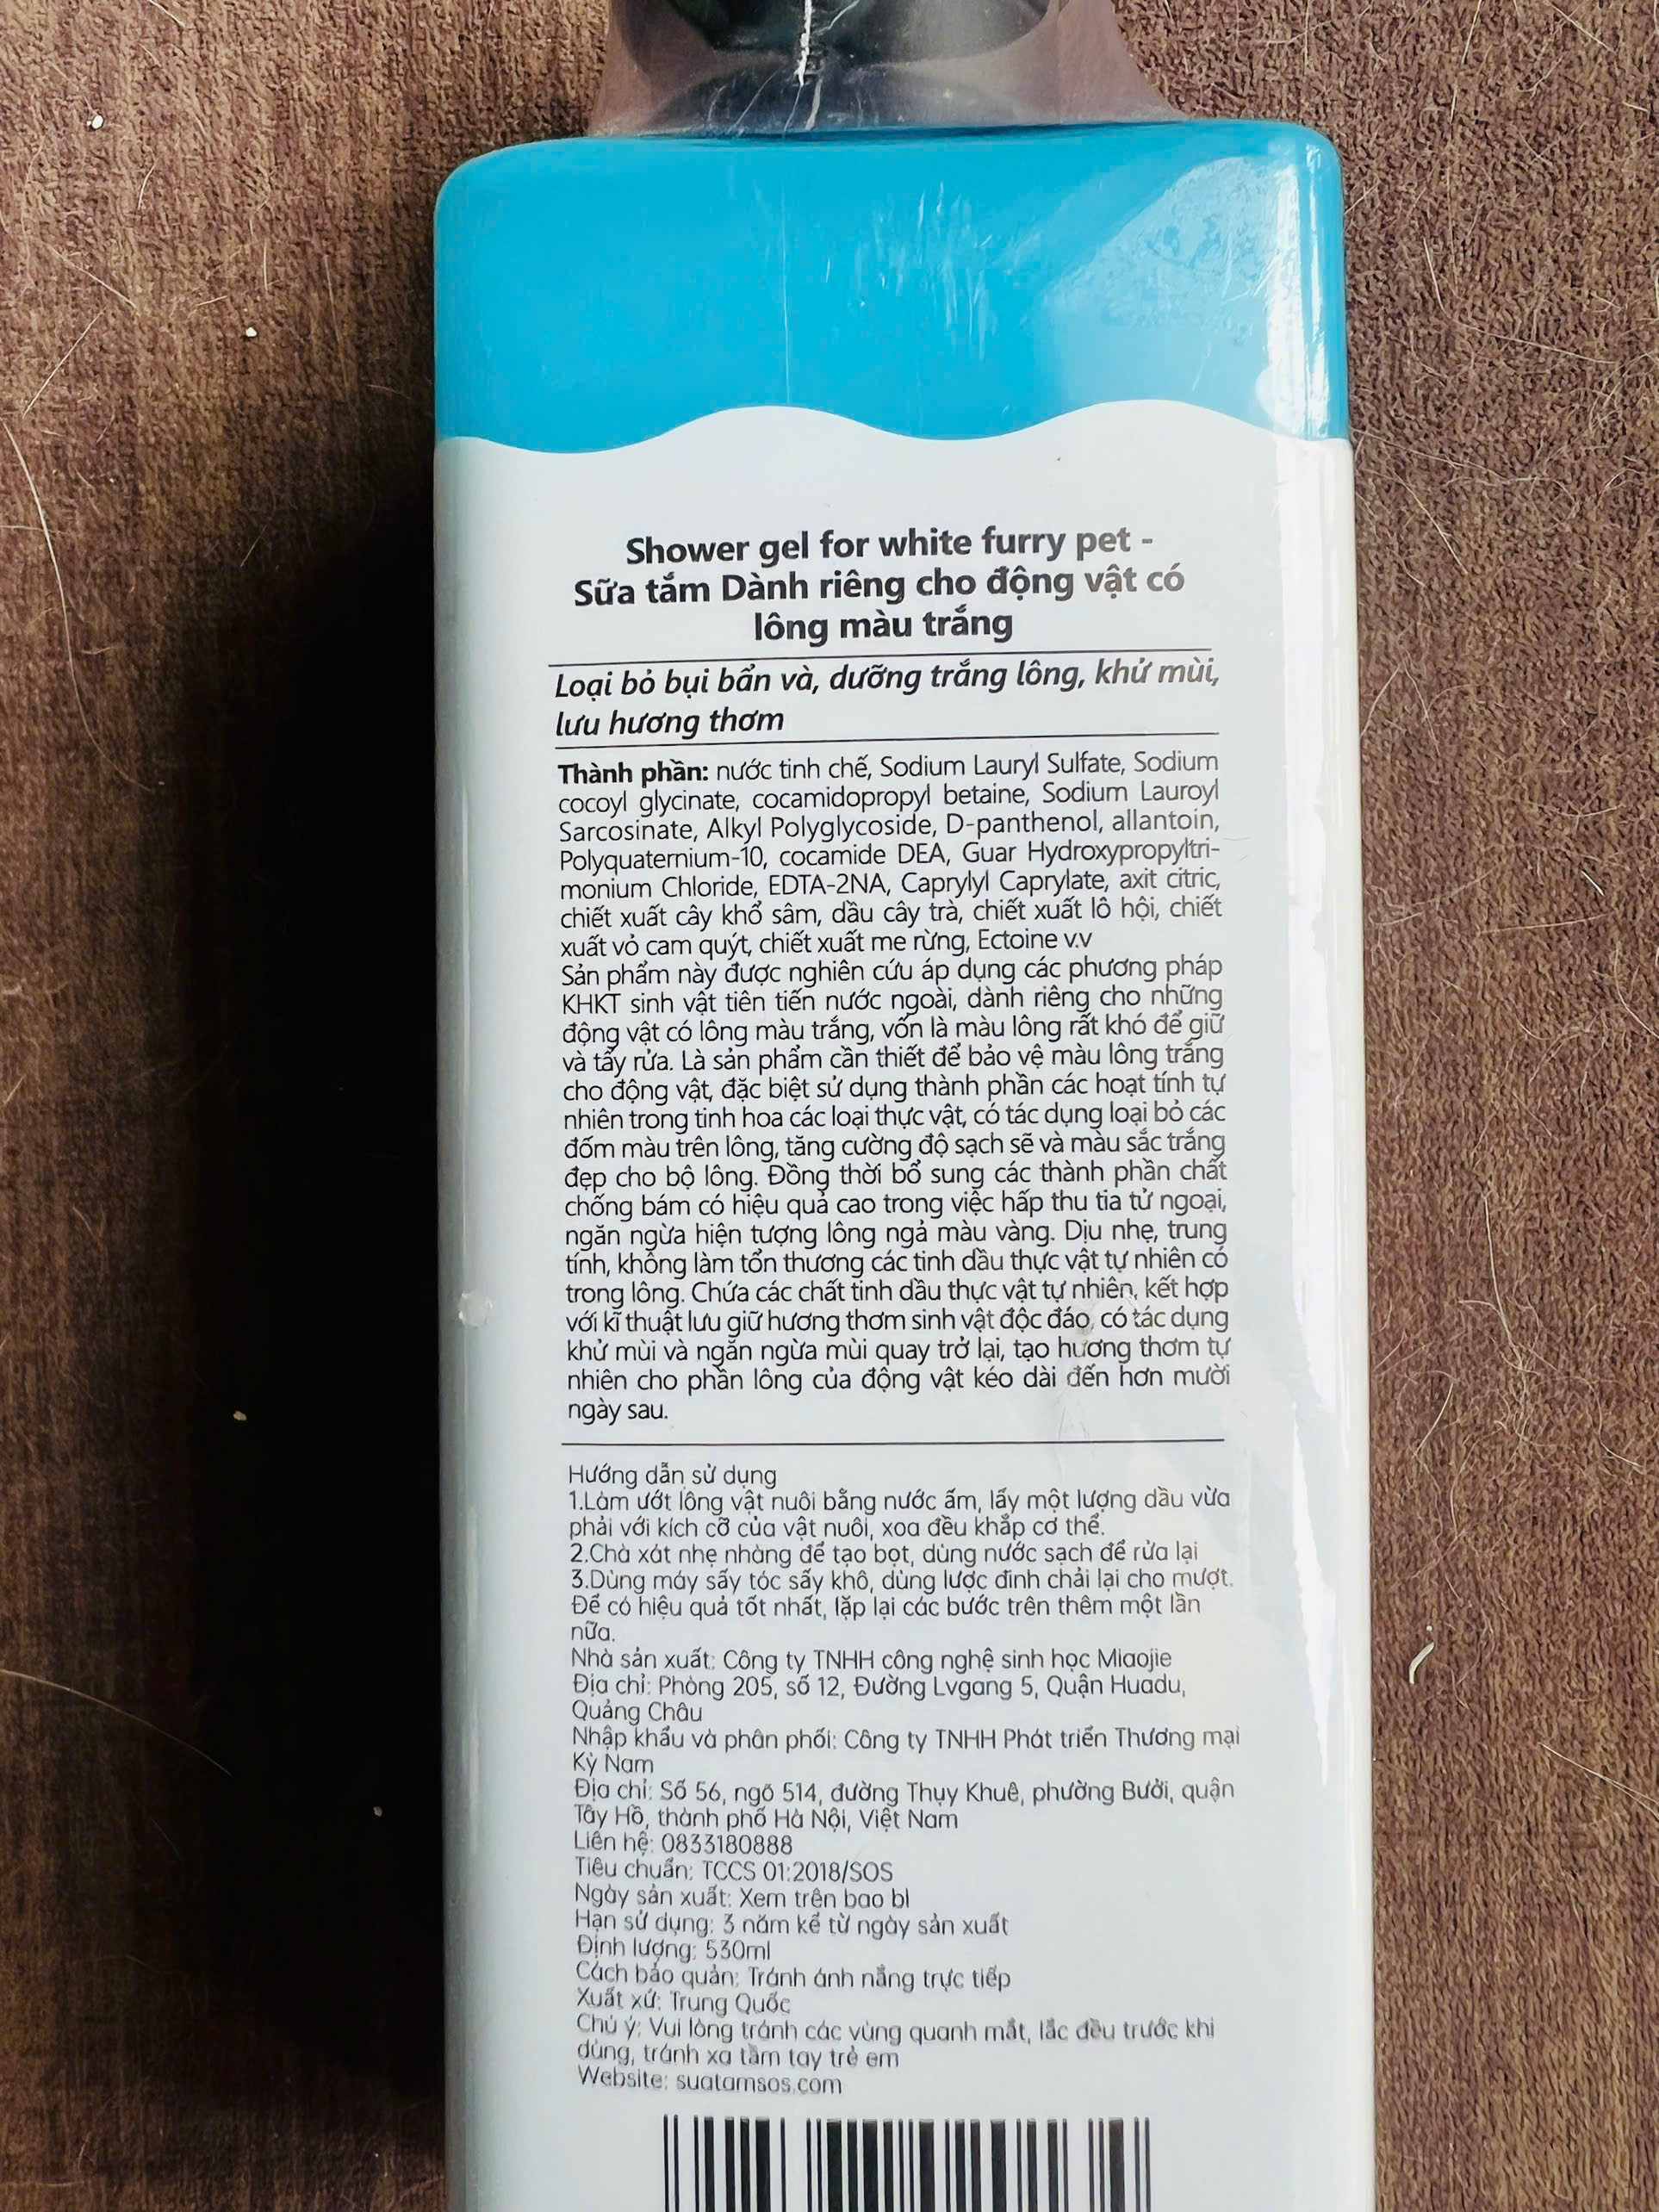 Shower gel for white furry pet -
Sữa tắm Dành riêng cho động vật có
lông màu trắng
Loại bỏ bụi bẩn và, dưỡng trắng lông, khử mùi,
lưu hương thơm
Thành phần: nước tinh chế, Sodium Lauryl Sulfate, Sodium
cocoyl glycinate, cocamidopropyl betaine, Sodium Lauroyl
Sarcosinate, Alkyl Polyglycoside, D-panthenol, allantoin,
Polyquaternium-10, cocamide DEA, Guar Hydroxypropyltri-
monium Chloride, EDTA-2NA, Caprylyl Caprylate, axit citric,
chiết xuất cây khổ sâm, dầu cây trà, chiết xuất lô hội, chiết
xuất vỏ cam quýt, chiết xuất me rừng, Ectoine v.v
Sản phẩm này được nghiên cứu áp dụng các phương pháp
KHKT sinh vật tiên tiến nước ngoài, dành riêng cho những
động vật có lông màu trắng, vốn là màu lông rất khó để giữ
và tẩy rửa. Là sản phẩm cần thiết để bảo vệ màu lông trắng
cho động vật, đặc biệt sử dụng thành phần các hoạt tính tự
nhiên trong tinh hoa các loại thực vật, có tác dụng loại bỏ các
đốm màu trên lông, tăng cường độ sạch sẽ và màu sắc trắng
đẹp cho bộ lông. Đồng thời bổ sung các thành phần chất
chống bám có hiệu quả cao trong việc hấp thu tia tử ngoại,
ngăn ngừa hiện tượng lông ngả màu vàng. Dịu nhẹ, trung
tính, không làm tổn thương các tinh dầu thực vật tự nhiên có
trong lông. Chứa các chất tinh dầu thực vật tự nhiên, kết hợp
với kĩ thuật lưu giữ hương thơm sinh vật độc đáo, có tác dụng
khử mùi và ngăn ngừa mùi quay trở lại, tạo hương thơm tự
nhiên cho phần lông của động vật kéo dài đến hơn mười
ngày sau.
Hướng dẫn sử dụng
1.Làm ướt lông vật nuôi bằng nước ấm, lấy một lượng dầu vừa
phải với kích cỡ của vật nuôi, xoa đều khắp cơ thể.
2.Chà xát nhẹ nhàng để tạo bọt, dùng nước sạch để rửa lại
3.Dùng máy sấy tóc sấy khô, dùng lược đinh chải lại cho mượt.
Để có hiệu quả tốt nhất, lặp lại các bước trên thêm một lần
nữa.
Nhà sản xuất: Công ty TNHH công nghệ sinh học Miaojie
Địa chỉ: Phòng 205, số 12, Đường Lvgang 5, Quận Huadu,
Quảng Châu
Nhập khẩu và phân phối: Công ty TNHH Phát triển Thương mại
Kỳ Nam
Địa chỉ: Số 56, ngõ 514, đường Thụy Khuê, phường Bưởi, quận
Tây Hồ, thành phố Hà Nội, Việt Nam
Liên hệ: 0833180888
Tiêu chuẩn: TCCS 01:2018/SOS
Ngày sản xuất: Xem trên bao bì
Hạn sử dụng: 3 năm kể từ ngày sản xuất
Định lượng: 530ml
Cách bảo quản: Tránh ánh nắng trực tiếp
Xuất xứ: Trung Quốc
Chú ý: Vui lòng tránh các vùng quanh mắt, lắc đều trước khi
dùng, tránh xa tầm tay trẻ em
Website: suatamsos.com